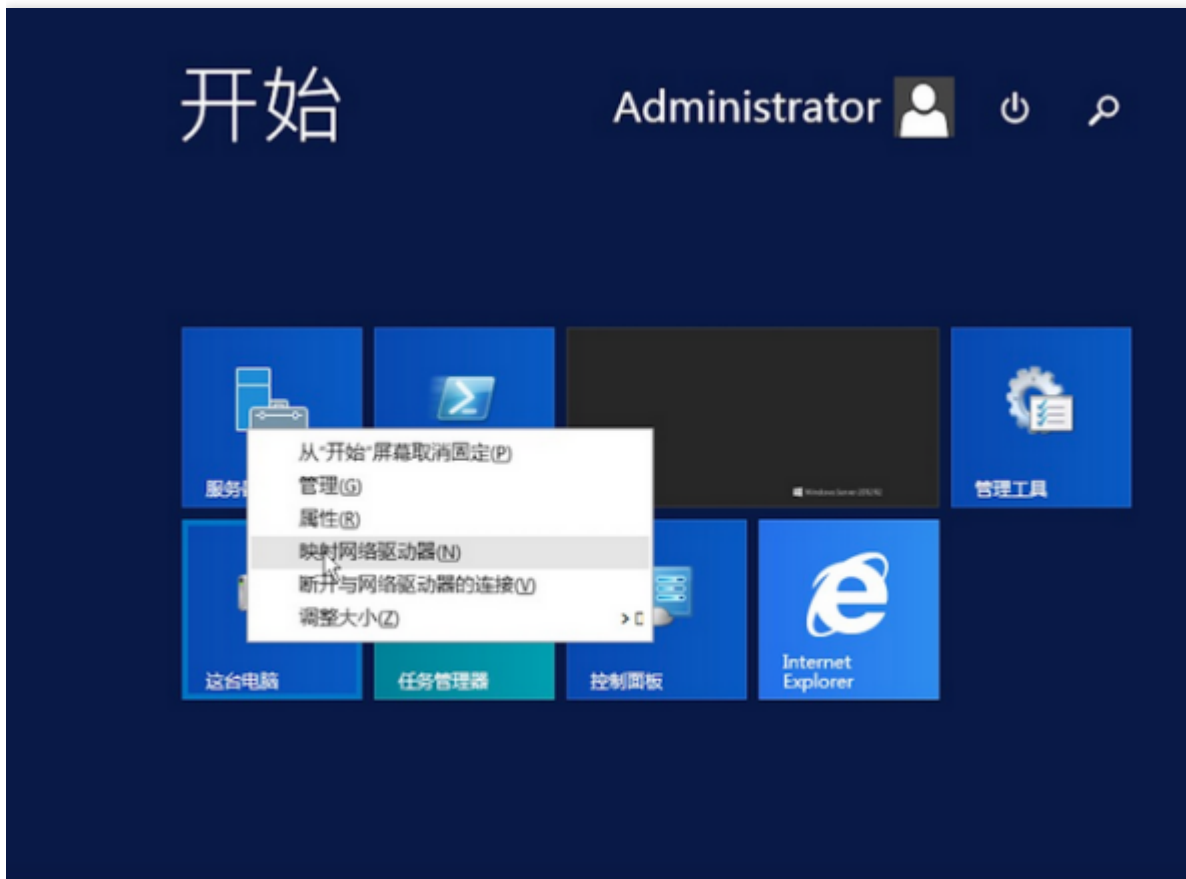 开始
Administrator
服务
管理工具
从"开始"屏幕取消固定(P)
管理(G)
属性(R)
映射网络驱动器(N)
断开与网络驱动器的连接(V)
调整大小(Z)
这台电脑
任务管理器
控制面板
Internet
Explorer